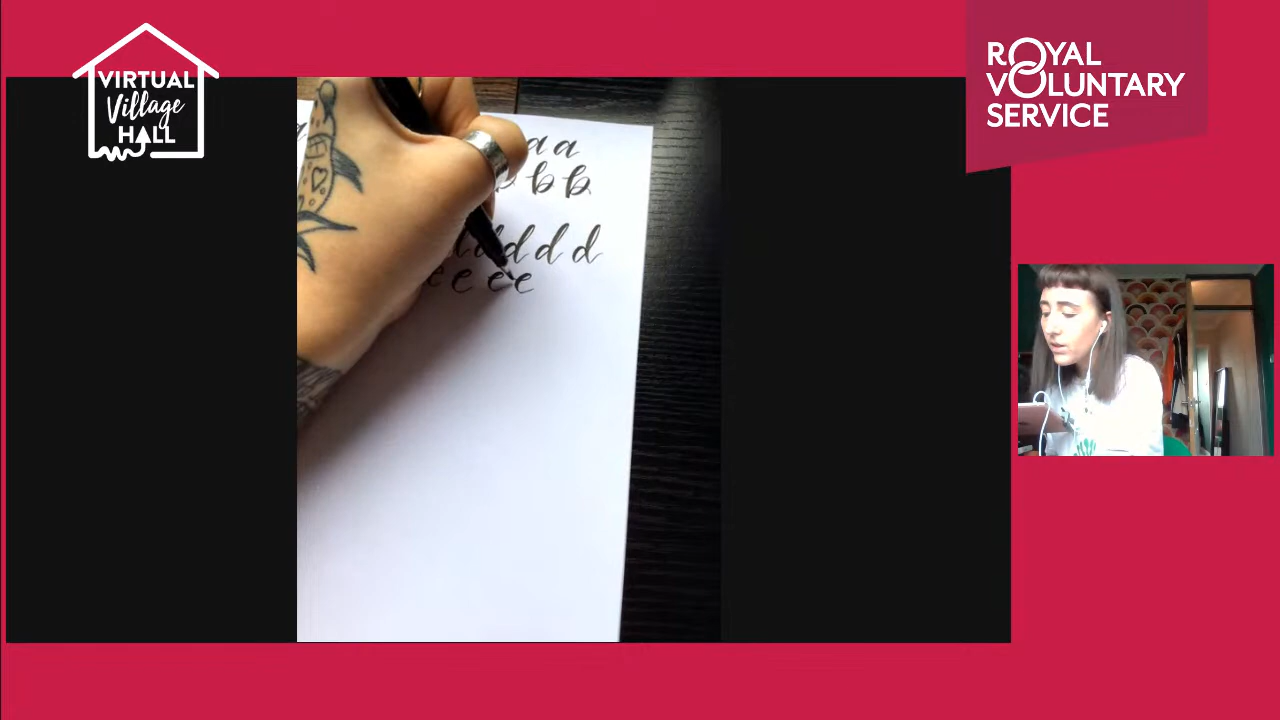 VIRTUAL
Village
HALL
ROYAL
VOLUNTARY
SERVICE
a a a
b b b
d d d d d
e e e e